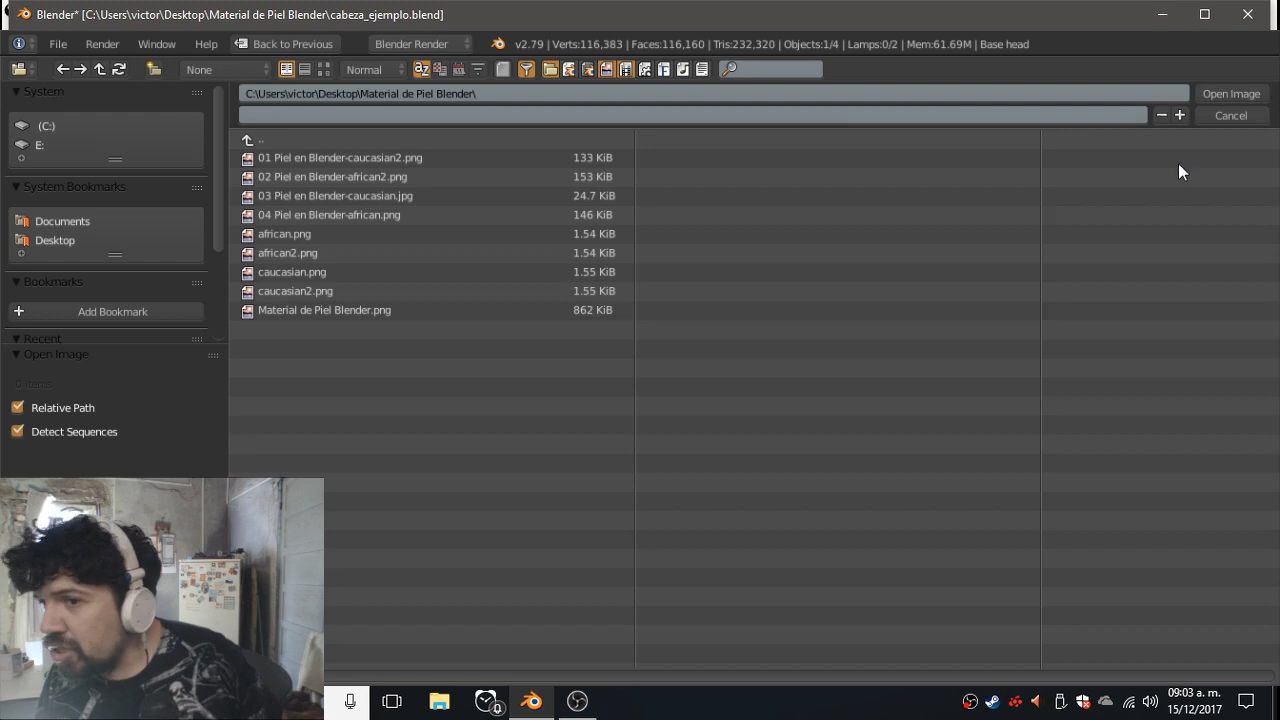 Blender* [C:\Users\victor\Desktop\Material de Piel Blender\cabeza_ejemplo.blend]
File Render Window Help Back to Previous Blender Render v2.79 | Verts:116,383 | Faces:116,160 | Tris:232,320 | Objects:1/4 | Lamps:0/2 | Mem:61.69M | Base head
None Normal
System
C:\Users\victor\Desktop\Material de Piel Blender\ Open Image
Cancel
(C:)
E:
..
01 Piel en Blender-caucasian2.png 133 KiB
02 Piel en Blender-african2.png 153 KiB
03 Piel en Blender-caucasian.jpg 24.7 KiB
04 Piel en Blender-african.png 146 KiB
african.png 1.54 KiB
african2.png 1.54 KiB
caucasian.png 1.55 KiB
caucasian2.png 1.55 KiB
Material de Piel Blender.png 862 KiB
System Bookmarks
Documents
Desktop
Bookmarks
Add Bookmark
Recent
Open Image
0 items
Relative Path
Detect Sequences
09:03 a. m.
15/12/2017